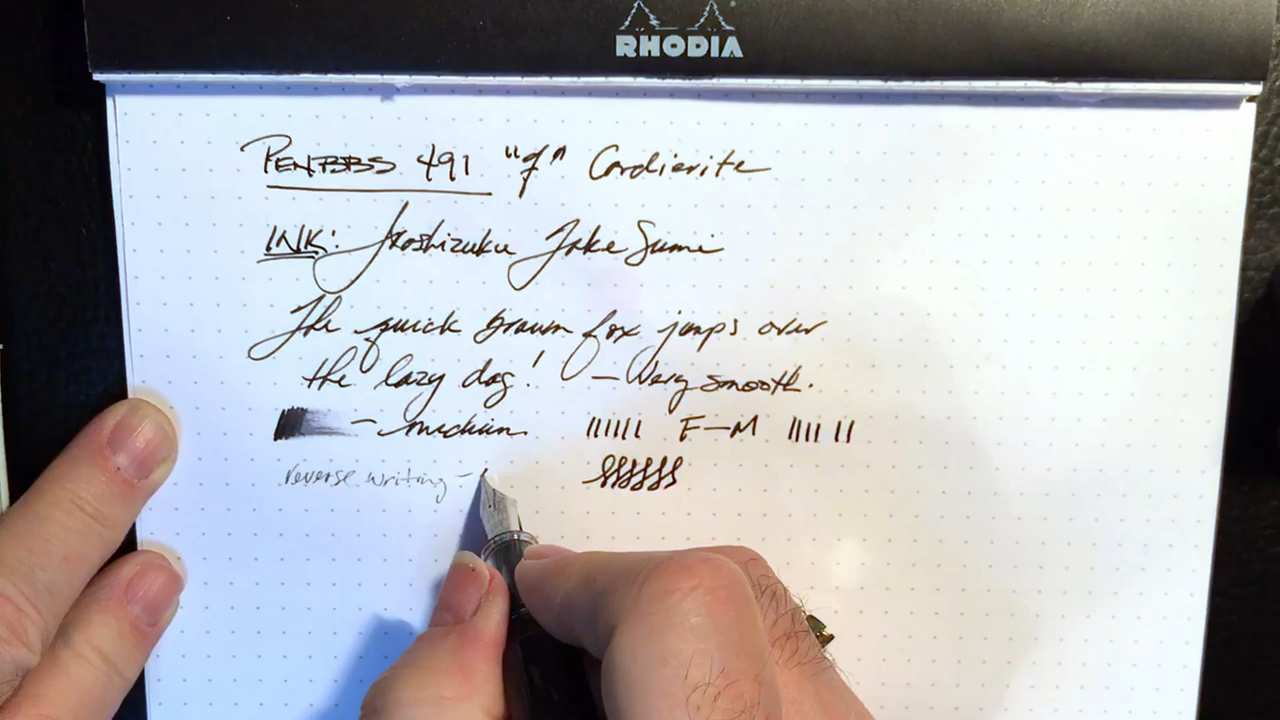 RHODIA
PENBBS 491 "f" Cordierite
INK: Iroshizuku Take Sumi
The quick brown fox jumps over
the lazy dog! – Very smooth.
– medium F–M
reverse writing –